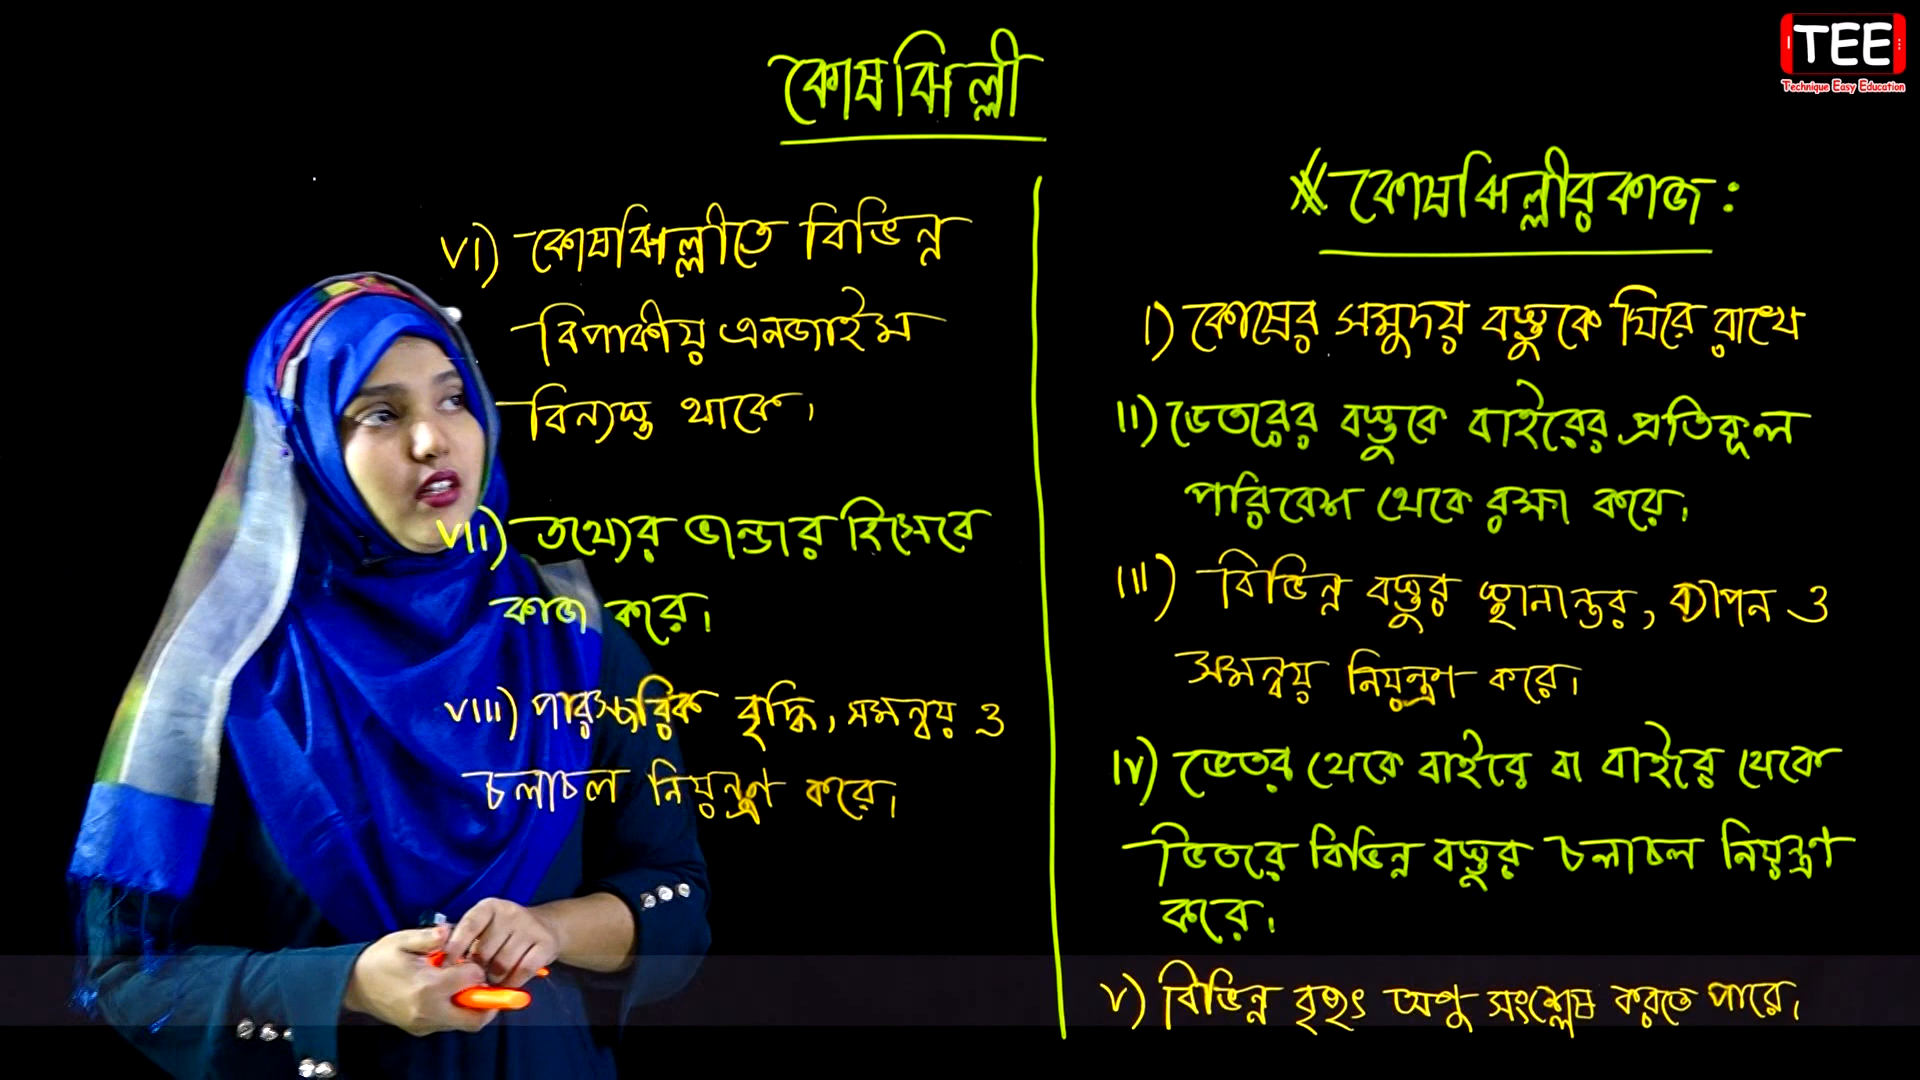 TEE
Technique Easy Education
কোষঝিল্লী
* কোষঝিল্লীর কাজ :
i) কোষের সমুদয় বস্তুকে ঘিরে রাখে
ii) ভেতরের বস্তুকে বাইরের প্রতিকূল
পরিবেশ থেকে রক্ষা করে।
iii) বিভিন্ন বস্তুর স্থানান্তর, ব্যাপন ও
সমন্বয় নিয়ন্ত্রণ করে।
iv) ভেতর থেকে বাইরে বা বাইরে থেকে
ভিতরে বিভিন্ন বস্তুর চলাচল নিয়ন্ত্রণ
করে।
v) বিভিন্ন বৃহৎ অণু সংশ্লেষ করতে পারে।
vi) কোষঝিল্লীতে বিভিন্ন
বিপাকীয় এনজাইম
বিন্যস্ত থাকে।
vii) তথ্যের ভান্ডার হিসেবে
কাজ করে।
viii) পারস্পরিক বৃদ্ধি, সমন্বয় ও
চলাচল নিয়ন্ত্রণ করে।